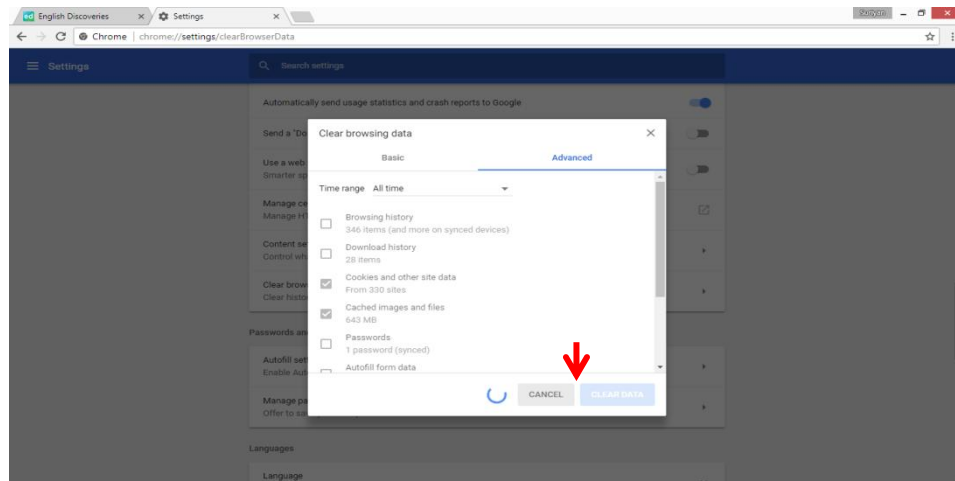 English Discoveries
Settings
Chrome | chrome://settings/clearBrowserData
Settings
Search settings
Automatically send usage statistics and crash reports to Google
Send a "Do
Clear browsing data
Basic
Advanced
Use a web
Smarter sp
Time range All time
Manage ce
Manage HT
Browsing history
346 items (and more on synced devices)
Content se
Control wh
Download history
28 items
Clear brow
Clear histo
Cookies and other site data
From 330 sites
Cached images and files
643 MB
Passwords an
Passwords
1 password (synced)
Autofill set
Enable Aut
Autofill form data
Manage pa
Offer to sa
CANCEL
CLEAR DATA
Languages
Language